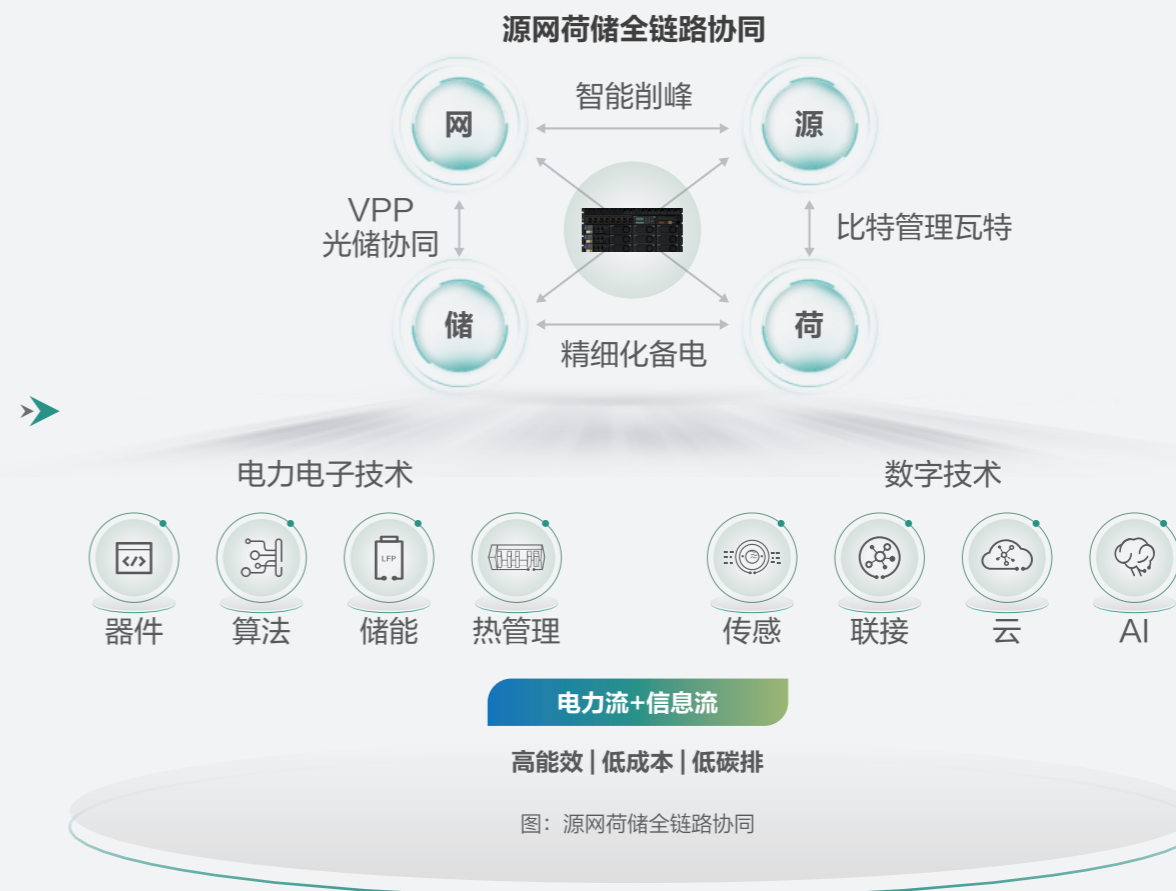 源网荷储全链路协同
智能削峰
网
源
VPP
光储协同
比特管理瓦特
储
荷
精细化备电
电力电子技术
数字技术
LFP
器件
算法
储能
热管理
传感
联接
云
AI
电力流+信息流
高能效 | 低成本 | 低碳排
图：源网荷储全链路协同